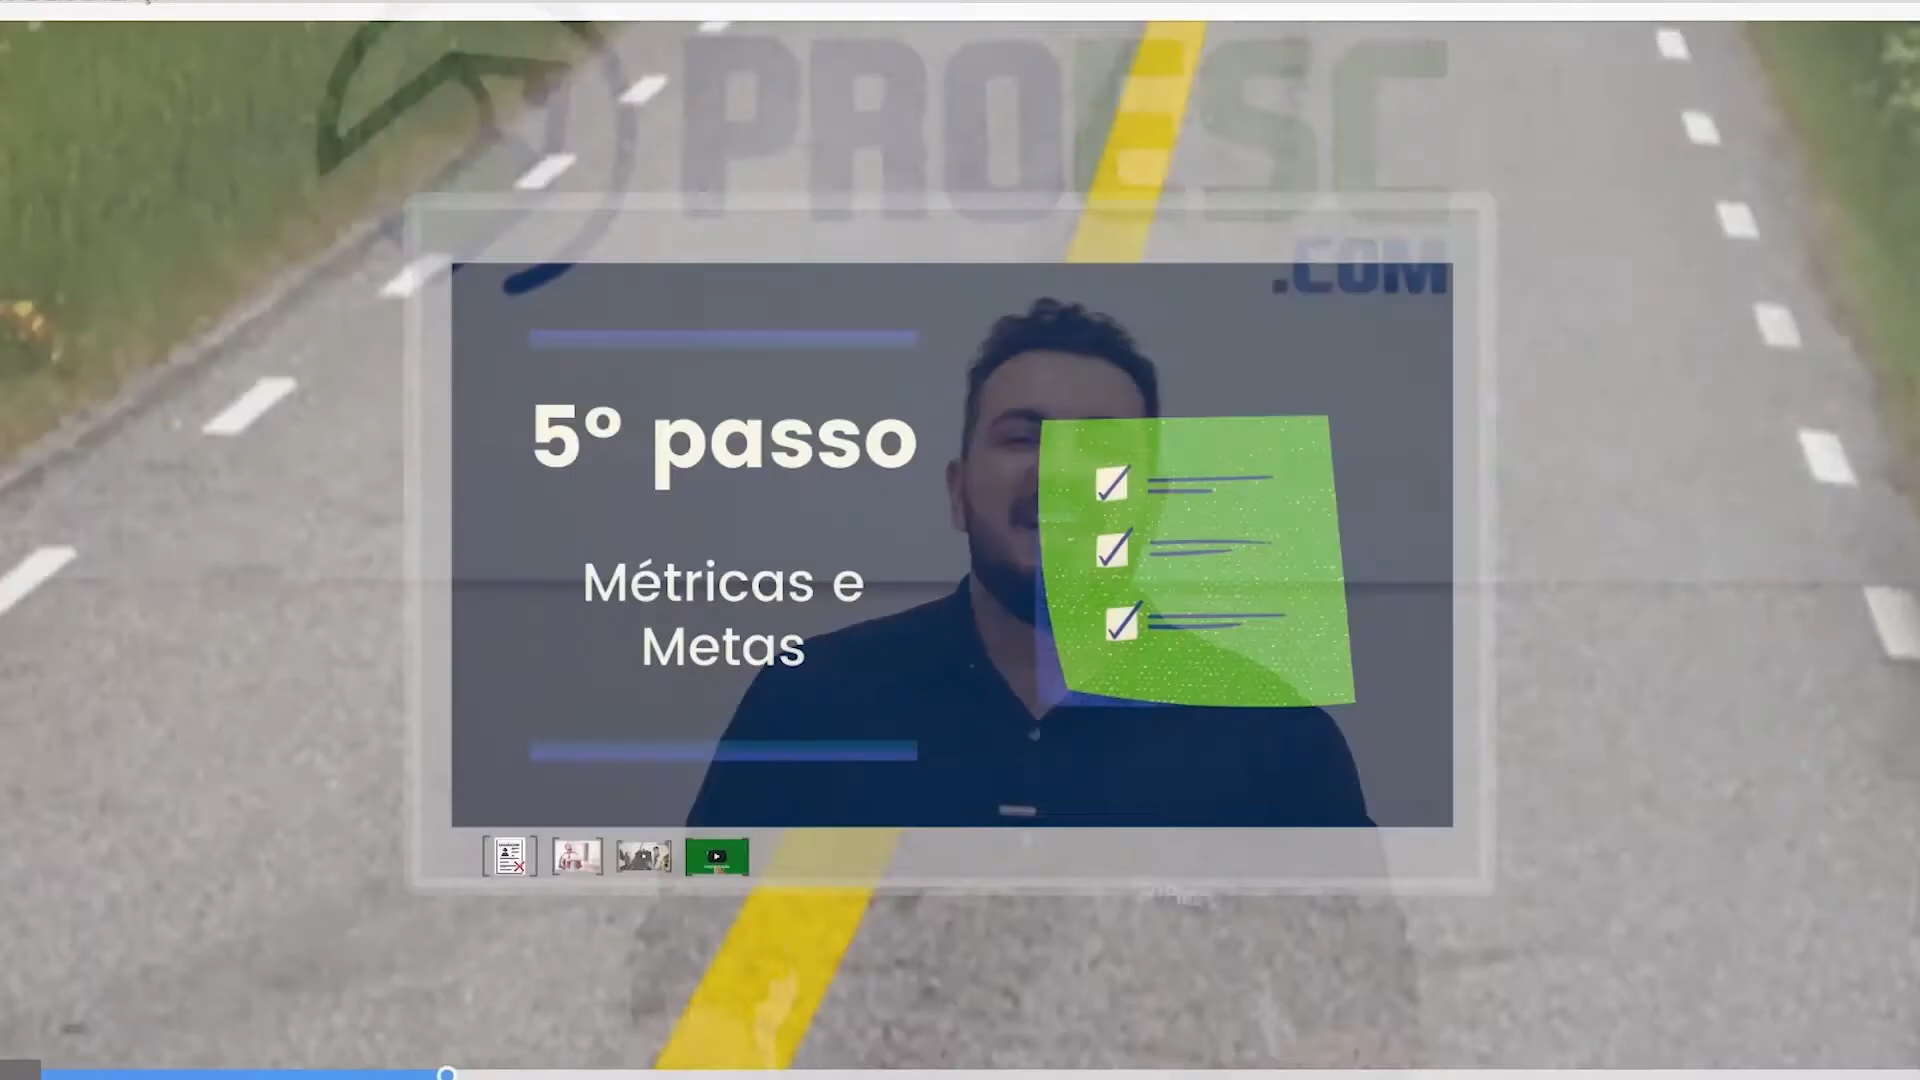 PROESC
.COM
5º passo
Métricas e
Metas